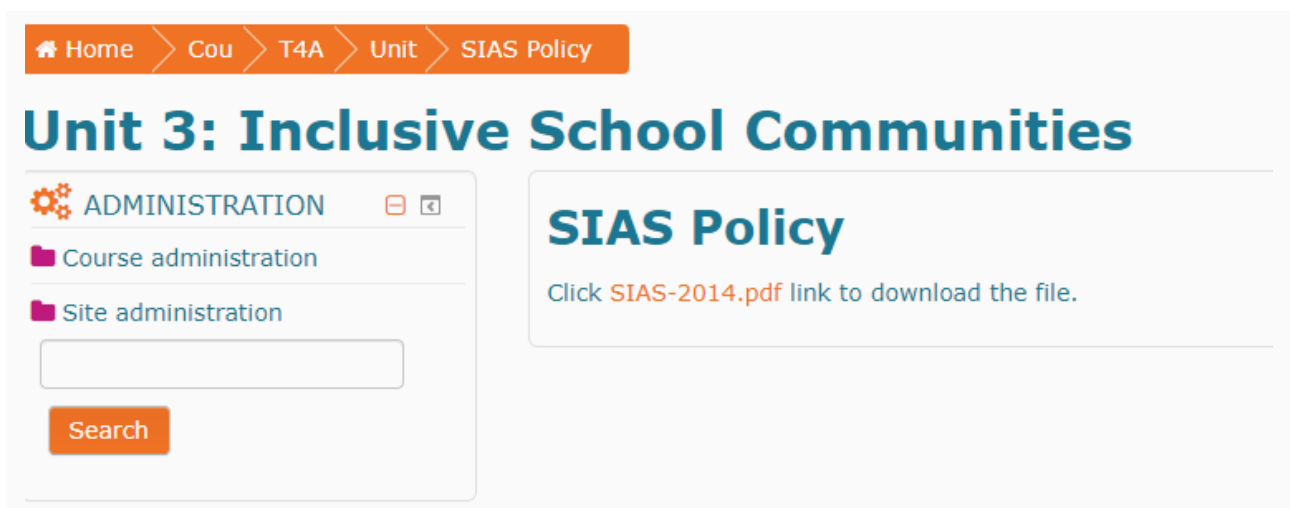 Home Cou T4A Unit SIAS Policy
Unit 3: Inclusive School Communities
ADMINISTRATION
Course administration
Site administration
Search
SIAS Policy
Click SIAS-2014.pdf link to download the file.